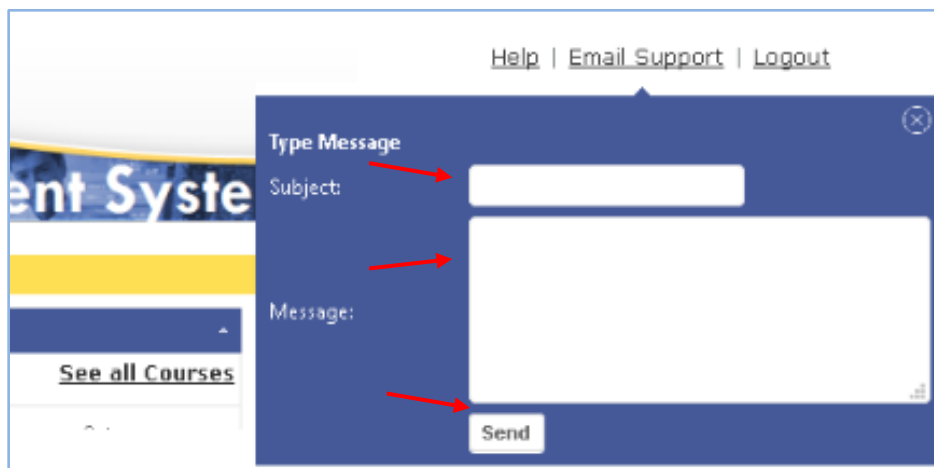 Help | Email Support | Logout
Type Message
ent Syste
Subject:
Message:
See all Courses
Send